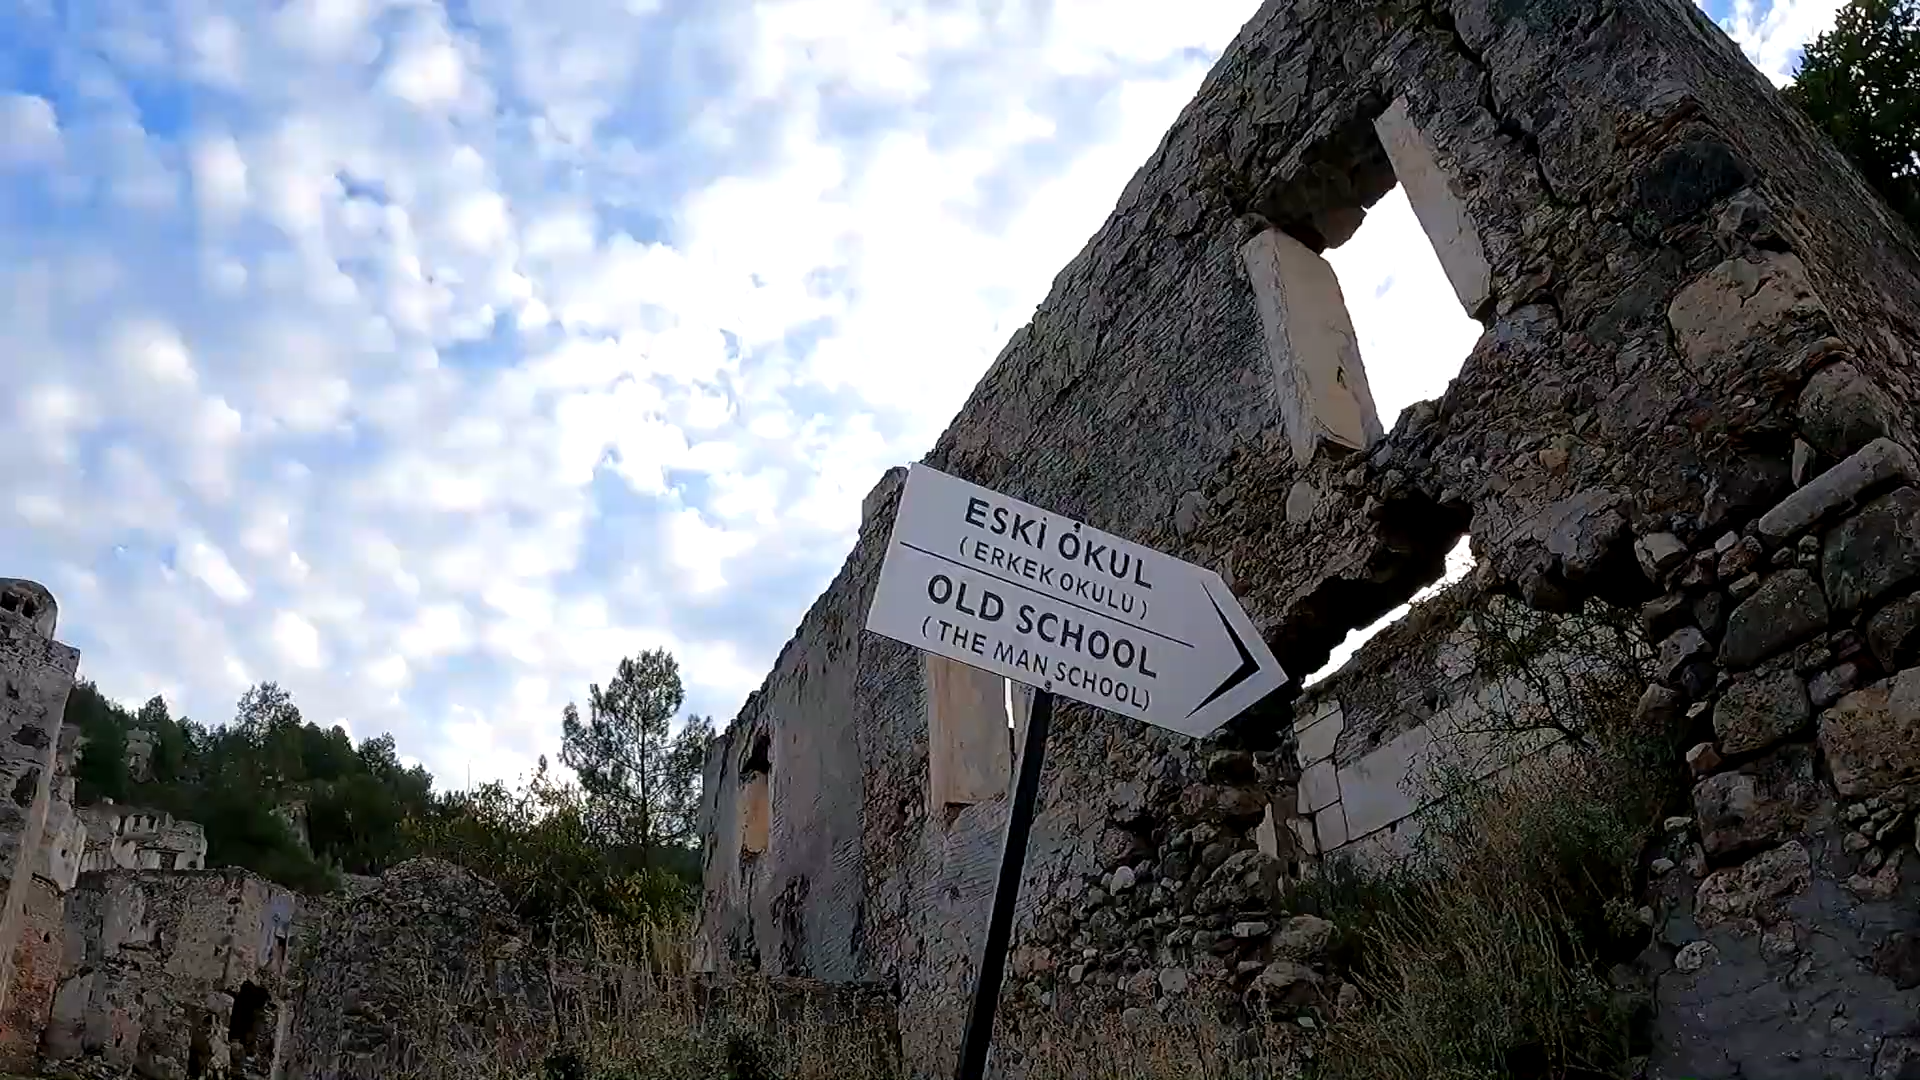 ESKİ OKUL
( ERKEK OKULU )
OLD SCHOOL
( THE MAN SCHOOL)